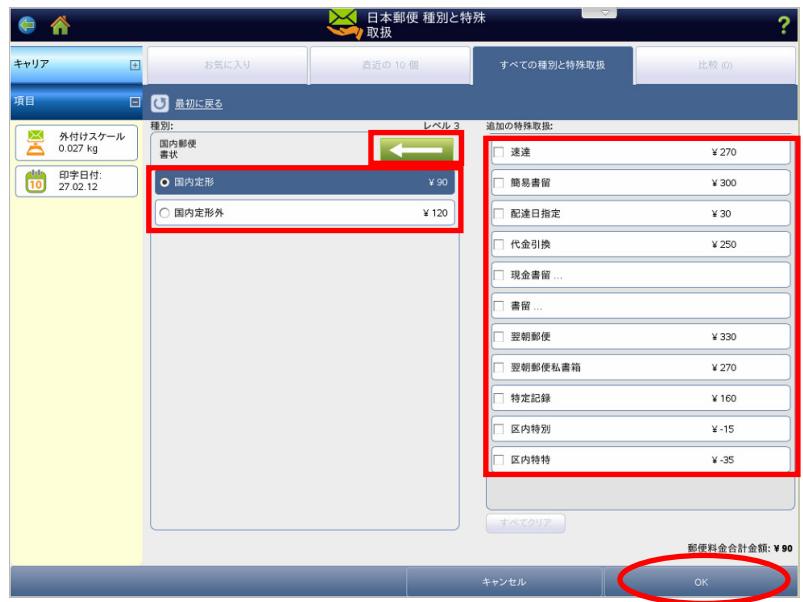 日本郵便 種別と特殊
取扱
?
キャリア
お気に入り
直近の 10 個
すべての種別と特殊取扱
比較 (0)
項目
最初に戻る
外付けスケール
0.027 kg
印字日付:
27.02.12
10
種別:
レベル 3
国内郵便
書状
国内定形 ¥ 90
国内定形外 ¥ 120
追加の特殊取扱:
速達 ¥ 270
簡易書留 ¥ 300
配達日指定 ¥ 30
代金引換 ¥ 250
現金書留 ...
書留 ...
翌朝郵便 ¥ 330
翌朝郵便私書箱 ¥ 270
特定記録 ¥ 160
区内特別 ¥ -15
区内特特 ¥ -35
すべてクリア
郵便料金合計金額: ¥ 90
キャンセル
OK